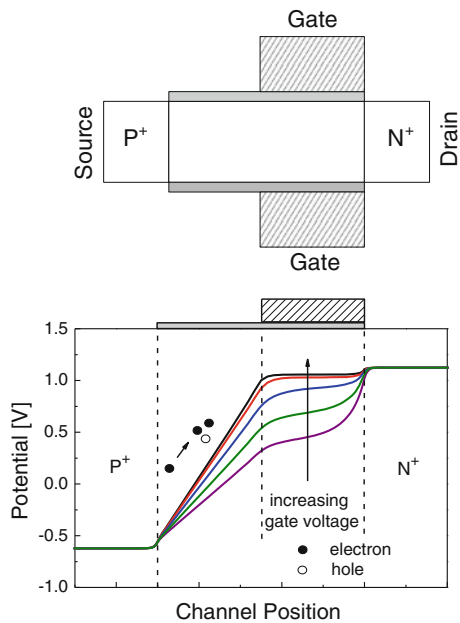 Gate
Source
P+
N+
Drain
Gate
1.5
1.0
0.5
0.0
-0.5
-1.0
Potential [V]
P+
N+
increasing
gate voltage
electron
hole
Channel Position